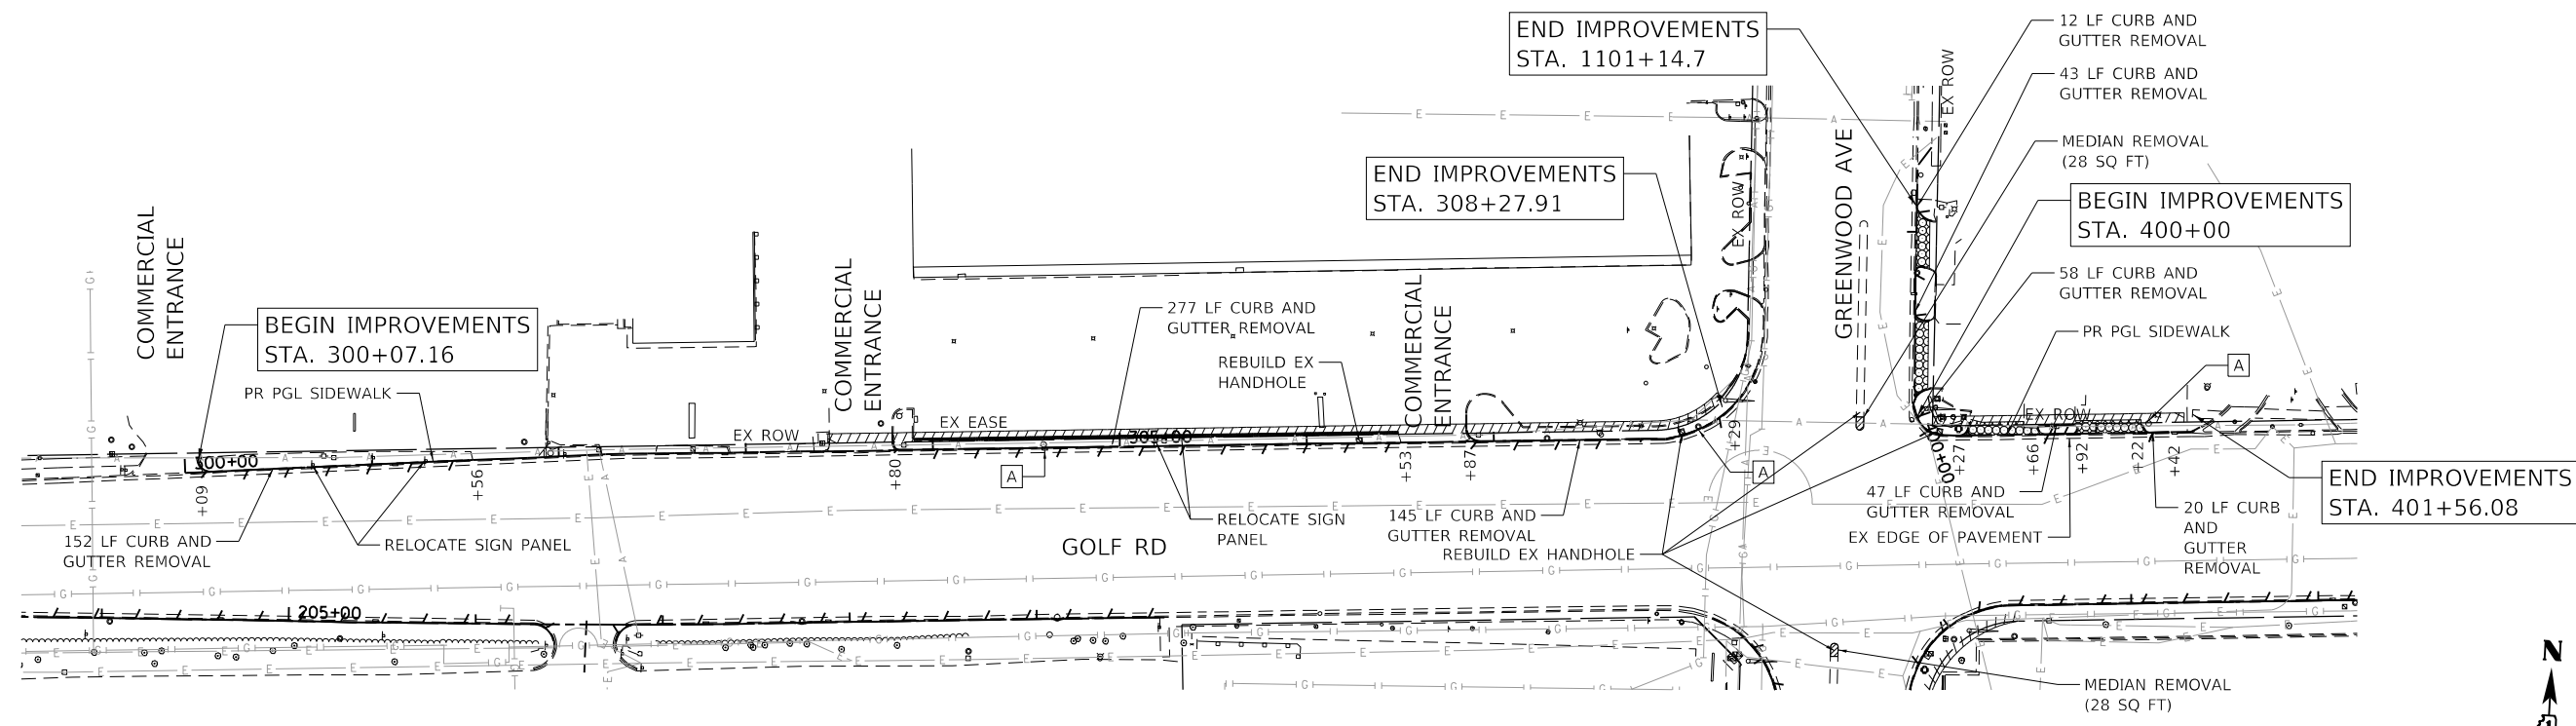 END IMPROVEMENTS
STA. 1101+14.7
12 LF CURB AND
GUTTER REMOVAL
43 LF CURB AND
GUTTER REMOVAL
MEDIAN REMOVAL
(28 SQ FT)
EX ROW
GREENWOOD AVE
END IMPROVEMENTS
STA. 308+27.91
EX ROW
BEGIN IMPROVEMENTS
STA. 400+00
58 LF CURB AND
GUTTER REMOVAL
PR PGL SIDEWALK
A
COMMERCIAL
ENTRANCE
BEGIN IMPROVEMENTS
STA. 300+07.16
PR PGL SIDEWALK
COMMERCIAL
ENTRANCE
277 LF CURB AND
GUTTER REMOVAL
REBUILD EX
HANDHOLE
COMMERCIAL
ENTRANCE
EX ROW
EX EASE
EX ROW
300+00
305+00
400+00
+09
+56
+80
A
+53
+87
+29
A
+27
+66
+92
+22
+42
END IMPROVEMENTS
STA. 401+56.08
152 LF CURB AND
GUTTER REMOVAL
RELOCATE SIGN PANEL
RELOCATE SIGN
PANEL
145 LF CURB AND
GUTTER REMOVAL
REBUILD EX HANDHOLE
47 LF CURB AND
GUTTER REMOVAL
EX EDGE OF PAVEMENT
20 LF CURB
AND
GUTTER
REMOVAL
GOLF RD
205+00
MEDIAN REMOVAL
(28 SQ FT)
N